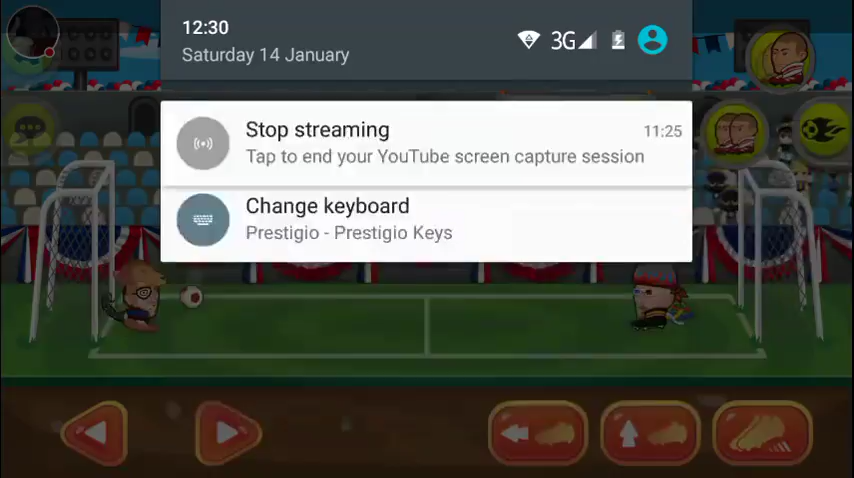 12:30
Saturday 14 January
3G
Stop streaming
11:25
Tap to end your YouTube screen capture session
Change keyboard
Prestigio - Prestigio Keys